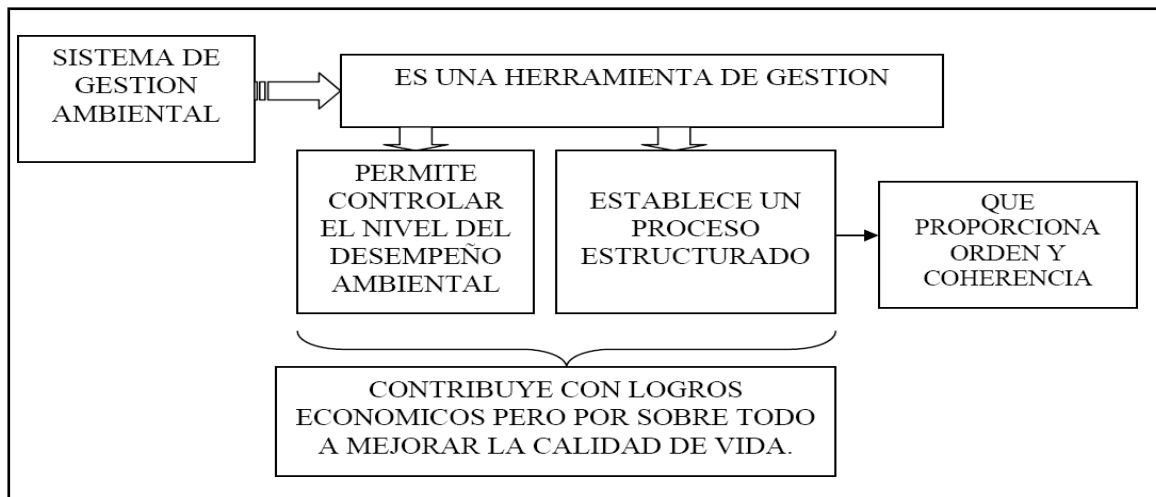 SISTEMA DE
GESTION
AMBIENTAL
ES UNA HERRAMIENTA DE GESTION
PERMITE
CONTROLAR
EL NIVEL DEL
DESEMPEÑO
AMBIENTAL
ESTABLECE UN
PROCESO
ESTRUCTURADO
QUE
PROPORCIONA
ORDEN Y
COHERENCIA
CONTRIBUYE CON LOGROS
ECONOMICOS PERO POR SOBRE TODO
A MEJORAR LA CALIDAD DE VIDA.